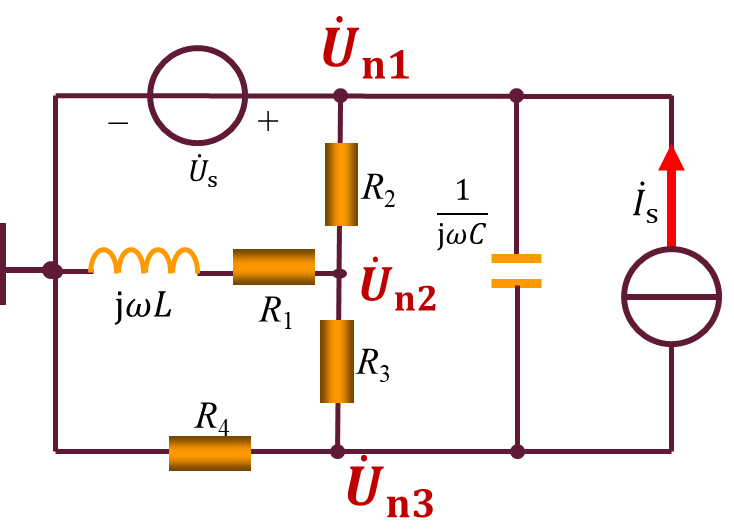 U̇n1
− +
U̇s
R2
1
jωC
İs
jωL
R1
U̇n2
R3
R4
U̇n3